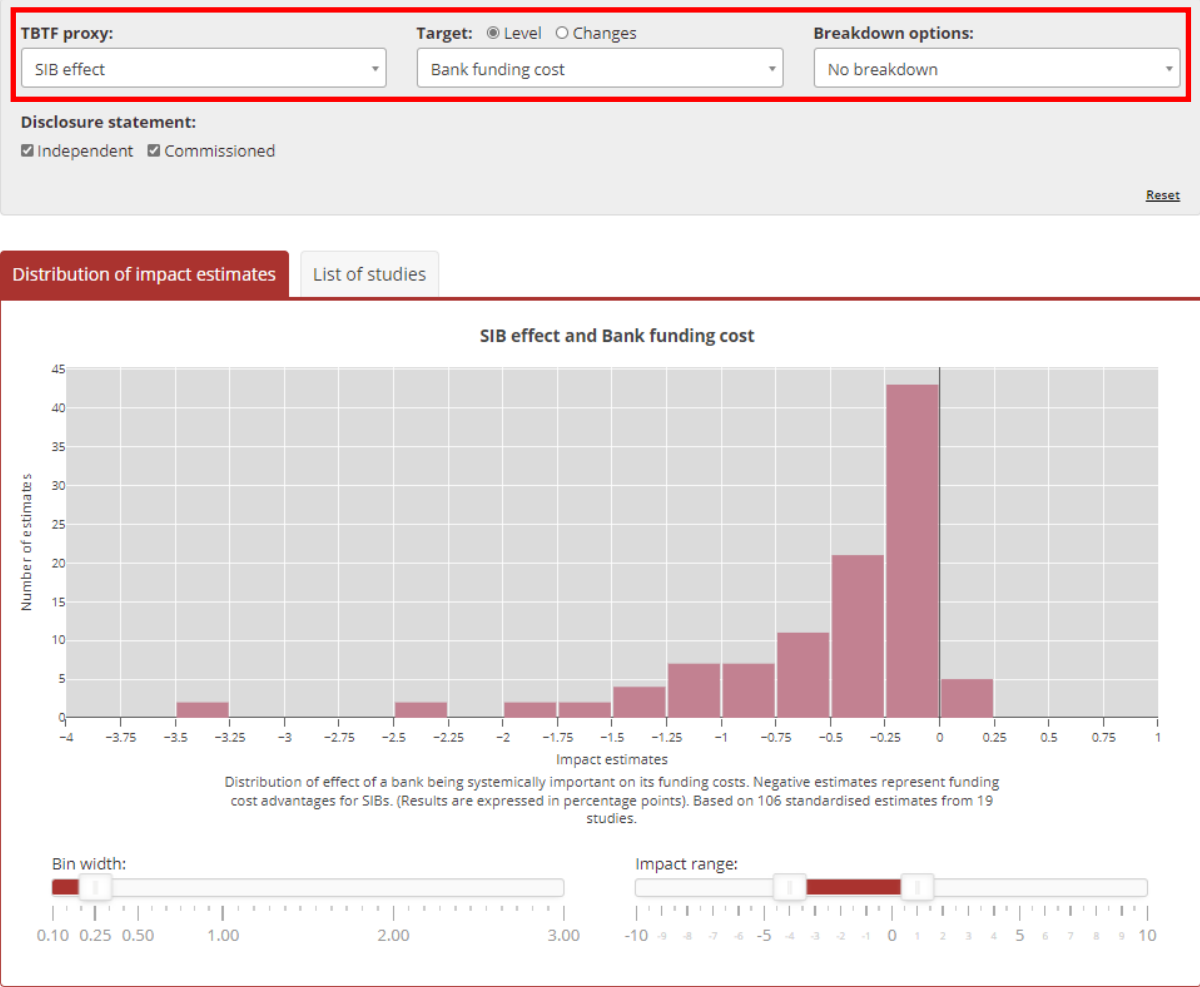 TBTF proxy: Target: Level Changes Breakdown options:
SIB effect Bank funding cost No breakdown
Disclosure statement:
Independent Commissioned
Reset
Distribution of impact estimates List of studies
SIB effect and Bank funding cost
Number of estimates
45
40
35
30
25
20
15
10
5
0
−4 −3.75 −3.5 −3.25 −3 −2.75 −2.5 −2.25 −2 −1.75 −1.5 −1.25 −1 −0.75 −0.5 −0.25 0 0.25 0.5 0.75 1
Impact estimates
Distribution of effect of a bank being systemically important on its funding costs. Negative estimates represent funding
cost advantages for SIBs. (Results are expressed in percentage points). Based on 106 standardised estimates from 19
studies.
Bin width: Impact range:
0.10 0.25 0.50 1.00 2.00 3.00 -10 -9 -8 -7 -6 -5 -4 -3 -2 -1 0 1 2 3 4 5 6 7 8 9 10